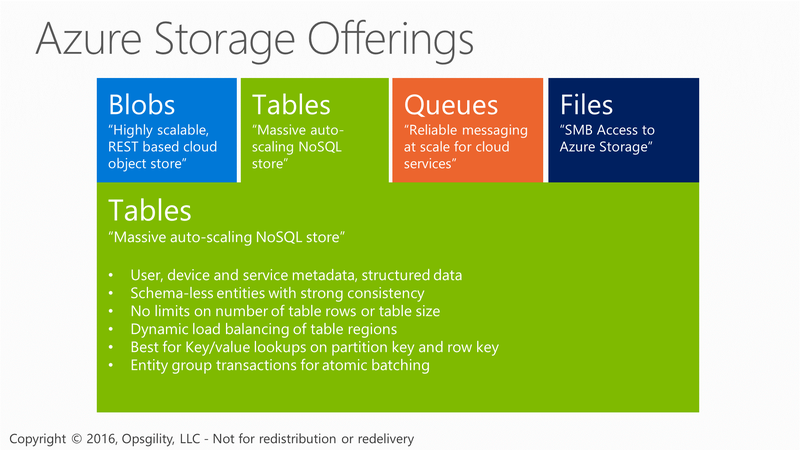 Azure Storage Offerings
Blobs
“Highly scalable,
REST based cloud
object store”
Tables
“Massive auto-
scaling NoSQL
store”
Queues
“Reliable messaging
at scale for cloud
services”
Files
“SMB Access to
Azure Storage”
Tables
“Massive auto-scaling NoSQL store”
• User, device and service metadata, structured data
• Schema-less entities with strong consistency
• No limits on number of table rows or table size
• Dynamic load balancing of table regions
• Best for Key/value lookups on partition key and row key
• Entity group transactions for atomic batching
Copyright © 2016, Opsgility, LLC - Not for redistribution or redelivery